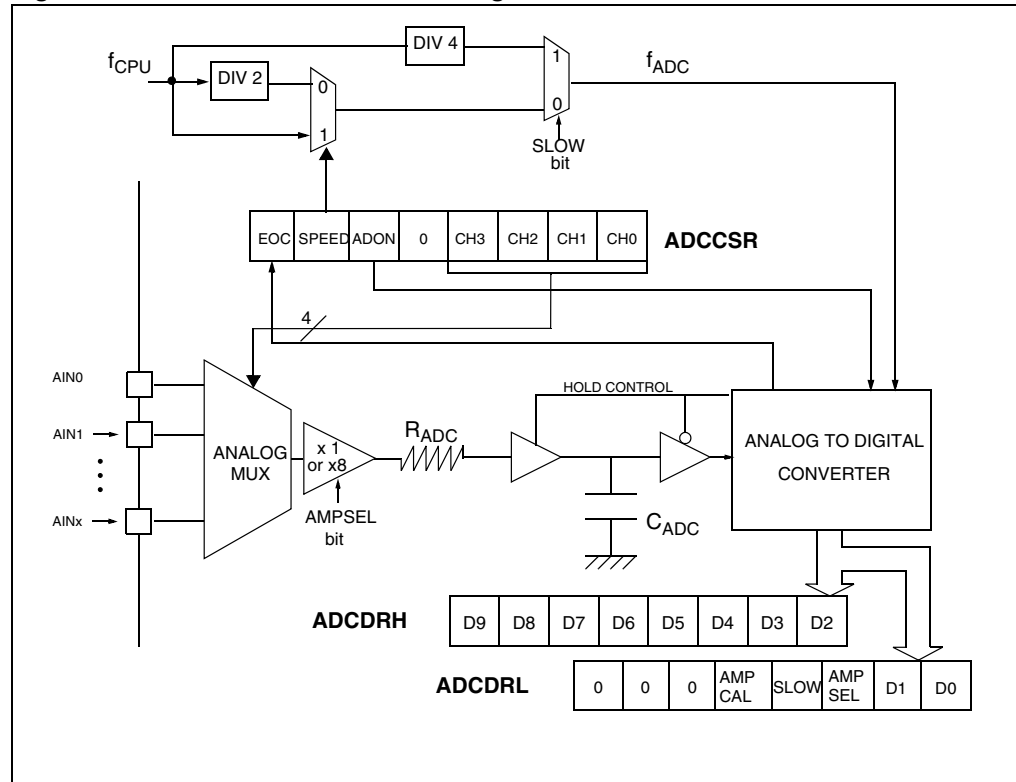 DIV 4
f_CPU
DIV 2
0
1
1
0
f_ADC
SLOW
bit
EOC SPEED ADON 0 CH3 CH2 CH1 CH0 ADCCSR
4
AIN0
AIN1
AINx
ANALOG
MUX
x 1
or x8
AMPSEL
bit
R_ADC
HOLD CONTROL
C_ADC
ANALOG TO DIGITAL
CONVERTER
ADCDRH D9 D8 D7 D6 D5 D4 D3 D2
ADCDRL 0 0 0 AMP CAL SLOW AMP SEL D1 D0